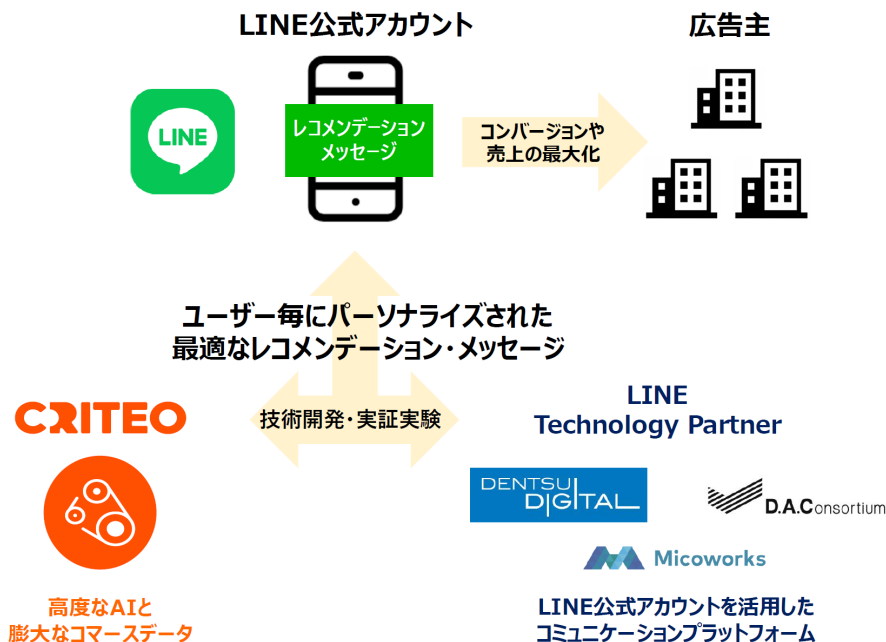 LINE公式アカウント
広告主
LINE
レコメンデーション
メッセージ
コンバージョンや
売上の最大化
ユーザー毎にパーソナライズされた
最適なレコメンデーション・メッセージ
CRITEO
技術開発・実証実験
LINE
Technology Partner
DENTSU
DIGITAL
D.A.Consortium
Micoworks
高度なAIと
膨大なコマースデータ
LINE公式アカウントを活用した
コミュニケーションプラットフォーム